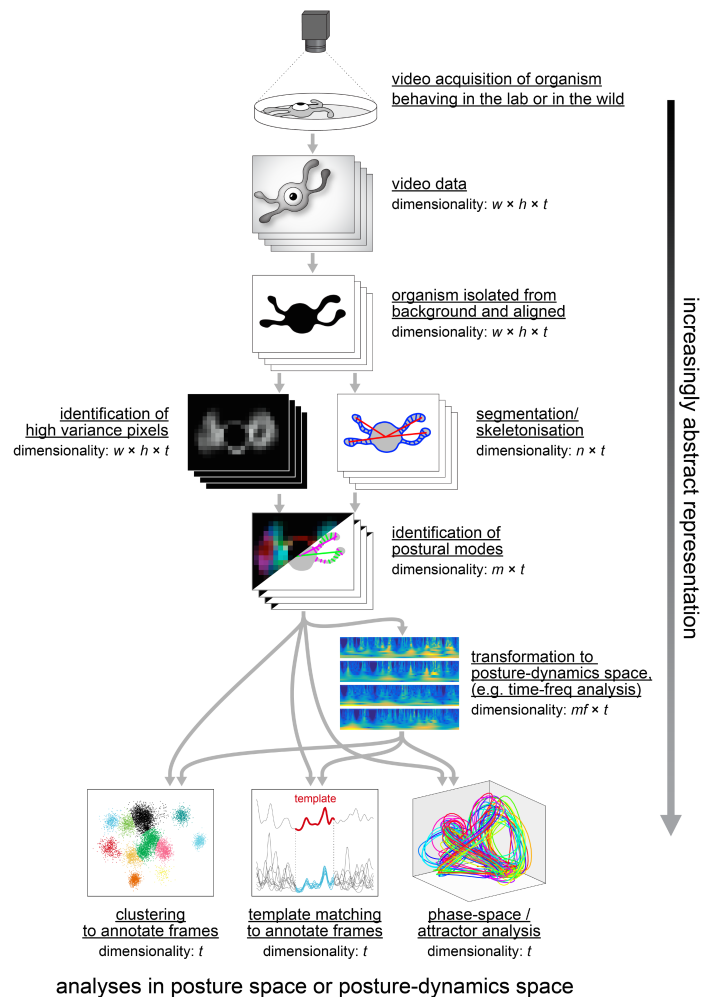 video acquisition of organism
behaving in the lab or in the wild
video data
dimensionality: w × h × t
organism isolated from
background and aligned
dimensionality: w × h × t
identification of
high variance pixels
dimensionality: w × h × t
segmentation/
skeletonisation
dimensionality: n × t
identification of
postural modes
dimensionality: m × t
transformation to
posture-dynamics space,
(e.g. time-freq analysis)
dimensionality: mf × t
increasingly abstract representation
template
clustering
to annotate frames
dimensionality: t
template matching
to annotate frames
dimensionality: t
phase-space /
attractor analysis
dimensionality: t
analyses in posture space or posture-dynamics space